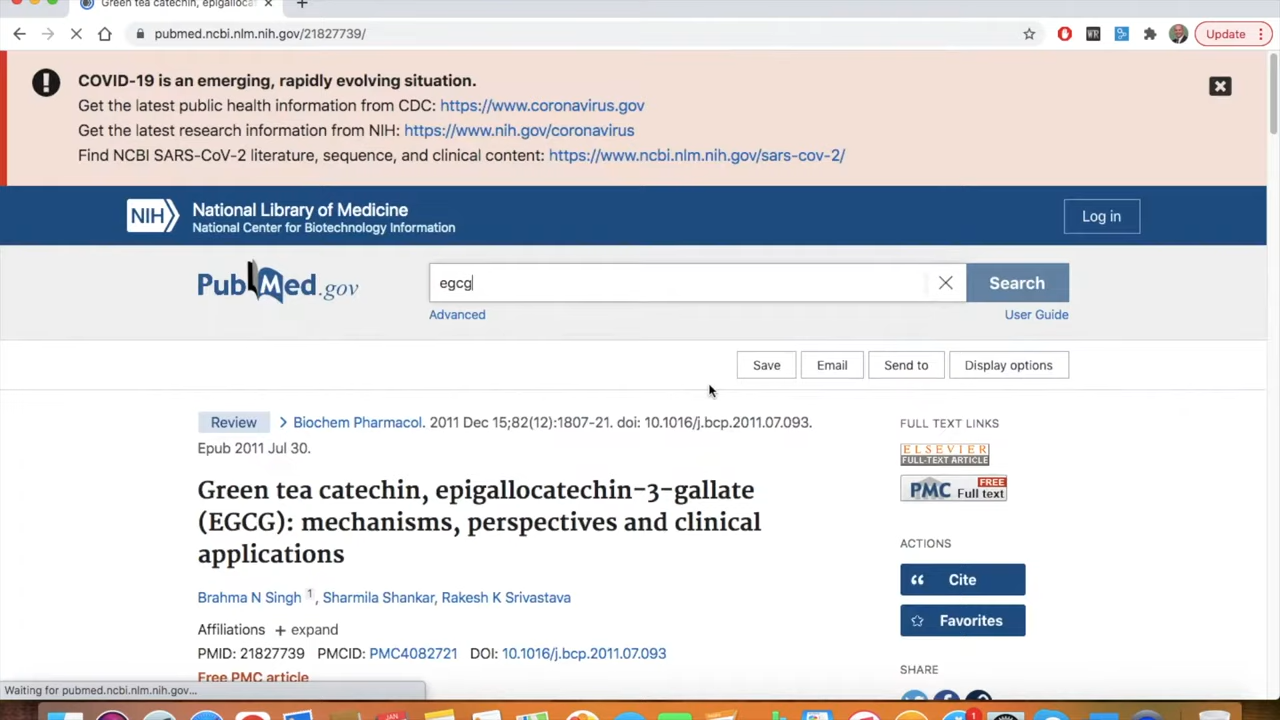 Green tea catechin, epigallocat
pubmed.ncbi.nlm.nih.gov/21827739/
WR
Update
COVID-19 is an emerging, rapidly evolving situation.
Get the latest public health information from CDC: https://www.coronavirus.gov
Get the latest research information from NIH: https://www.nih.gov/coronavirus
Find NCBI SARS-CoV-2 literature, sequence, and clinical content: https://www.ncbi.nlm.nih.gov/sars-cov-2/
NIH
National Library of Medicine
National Center for Biotechnology Information
Log in
PubMed.gov
egcg
Search
Advanced
User Guide
Save
Email
Send to
Display options
Review
Biochem Pharmacol. 2011 Dec 15;82(12):1807-21. doi: 10.1016/j.bcp.2011.07.093.
Epub 2011 Jul 30.
Green tea catechin, epigallocatechin-3-gallate
(EGCG): mechanisms, perspectives and clinical
applications
Brahma N Singh 1, Sharmila Shankar, Rakesh K Srivastava
Affiliations + expand
PMID: 21827739 PMCID: PMC4082721 DOI: 10.1016/j.bcp.2011.07.093
Free PMC article
FULL TEXT LINKS
ELSEVIER
FULL-TEXT ARTICLE
PMC FREE Full text
ACTIONS
Cite
Favorites
SHARE
Waiting for pubmed.ncbi.nlm.nih.gov...
JAN
1